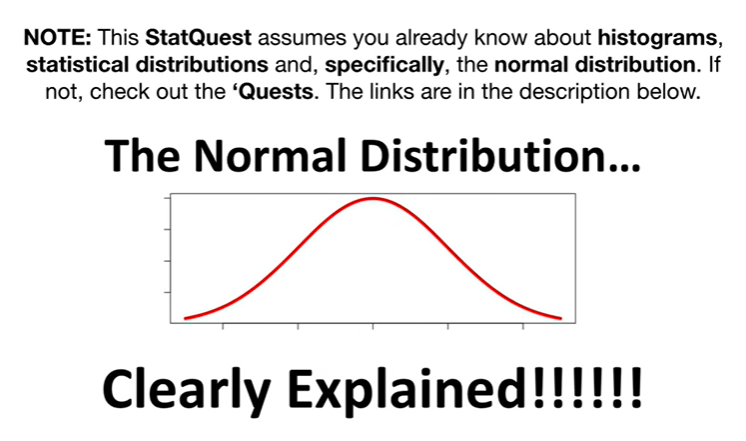 NOTE: This StatQuest assumes you already know about histograms,
statistical distributions and, specifically, the normal distribution. If
not, check out the ‘Quests. The links are in the description below.
The Normal Distribution...
Clearly Explained!!!!!!